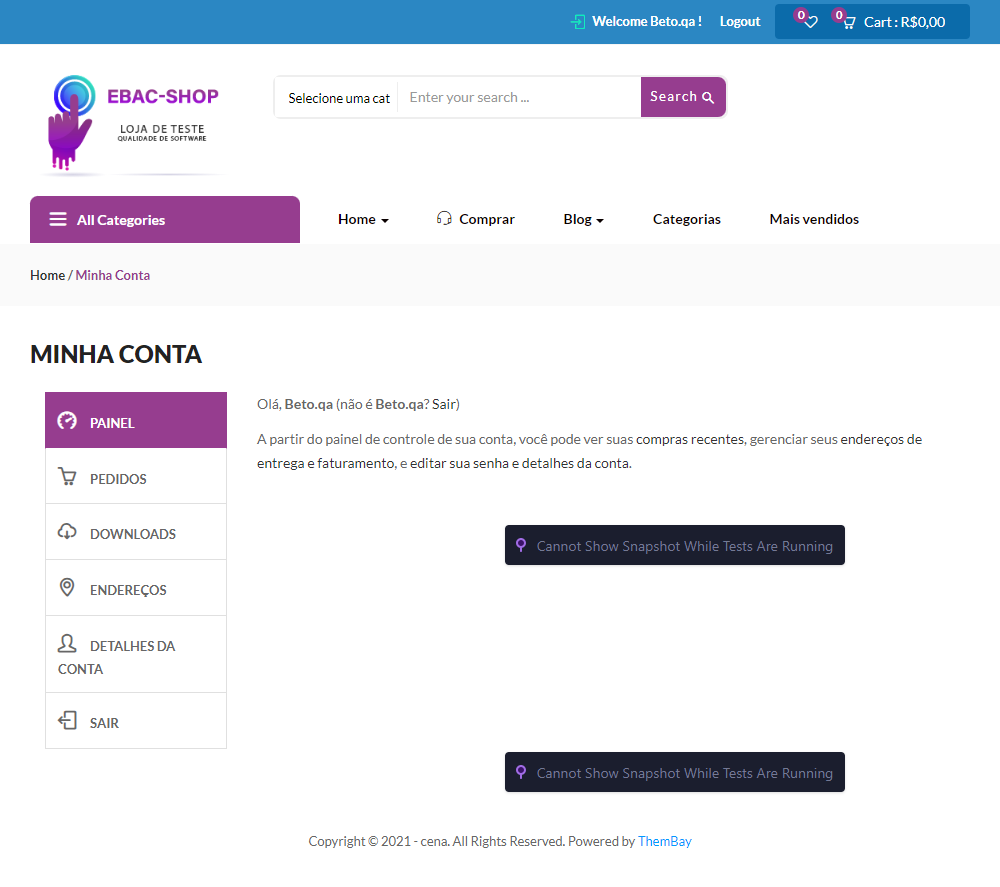 Welcome Beto.qa !
Logout
0
0
Cart : R$0,00
EBAC-SHOP
LOJA DE TESTE
QUALIDADE DE SOFTWARE
Selecione uma cat
Enter your search ...
Search
All Categories
Home
Comprar
Blog
Categorias
Mais vendidos
Home / Minha Conta
MINHA CONTA
PAINEL
PEDIDOS
DOWNLOADS
ENDEREÇOS
DETALHES DA
CONTA
SAIR
Olá, Beto.qa (não é Beto.qa? Sair)
A partir do painel de controle de sua conta, você pode ver suas compras recentes, gerenciar seus endereços de
entrega e faturamento, e editar sua senha e detalhes da conta.
Cannot Show Snapshot While Tests Are Running
Cannot Show Snapshot While Tests Are Running
Copyright © 2021 - cena. All Rights Reserved. Powered by ThemBay